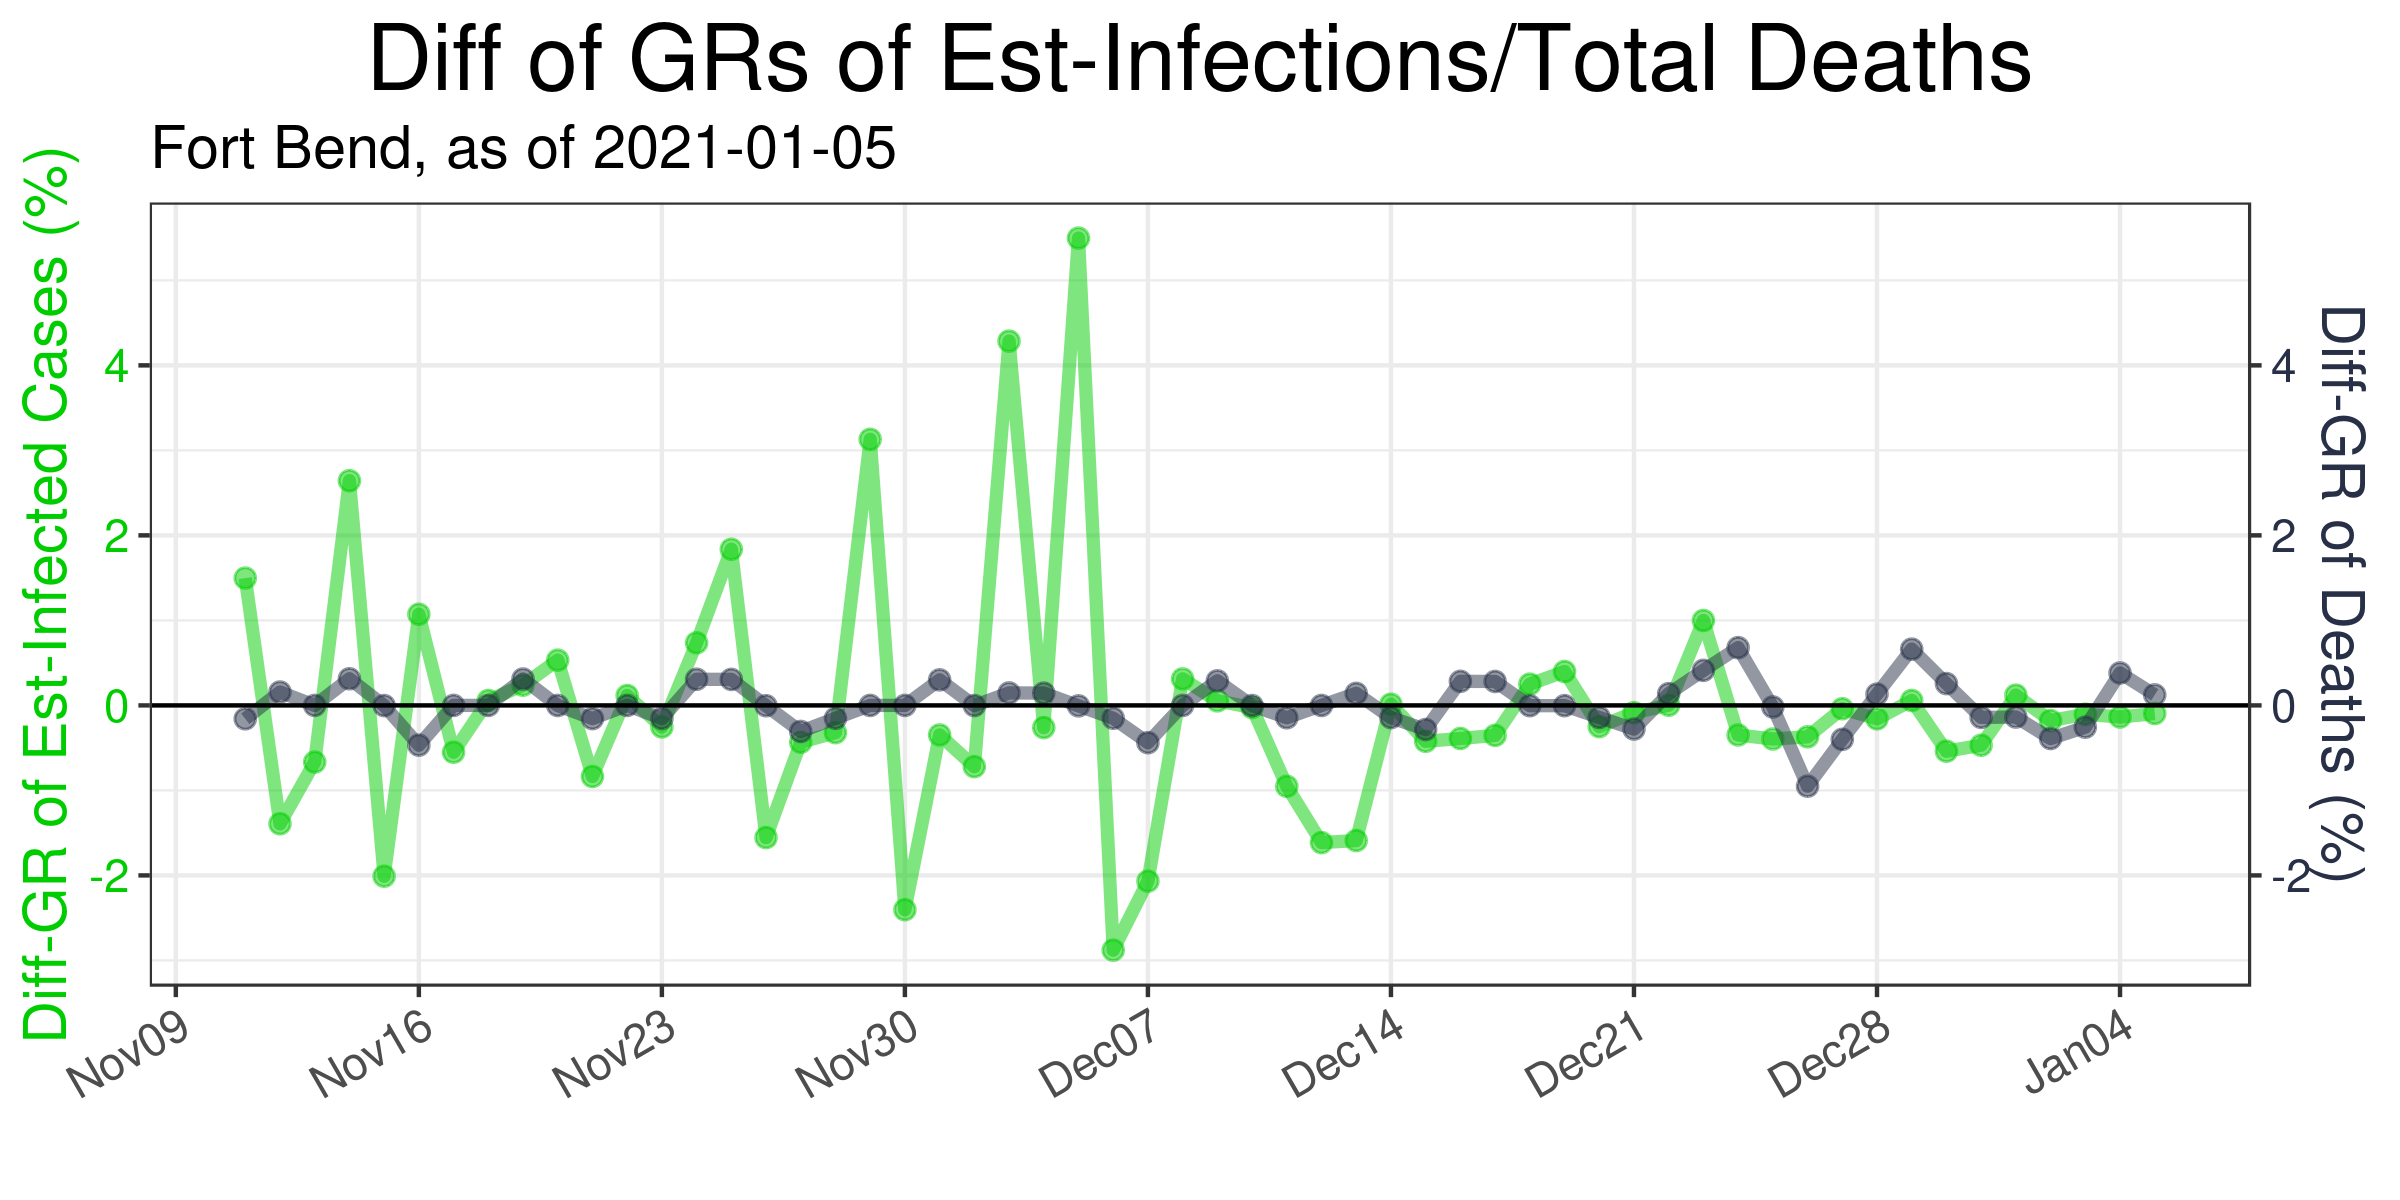 Diff of GRs of Est-Infections/Total Deaths
Fort Bend, as of 2021-01-05
Diff-GR of Est-Infected Cases (%)
4
2
0
-2
4
2
0
-2
Diff-GR of Deaths (%)
Nov09
Nov16
Nov23
Nov30
Dec07
Dec14
Dec21
Dec28
Jan04